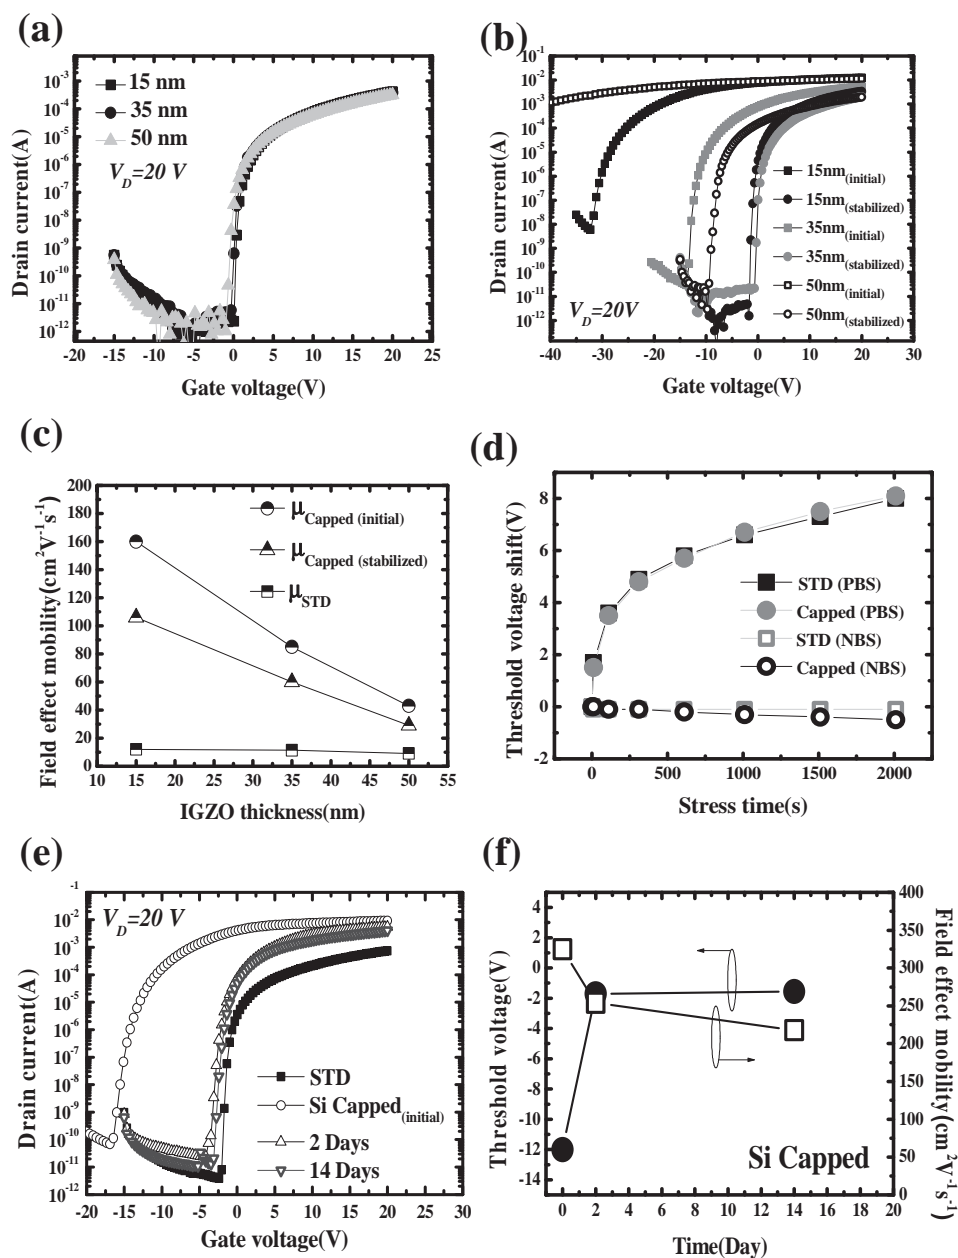 (a)
10⁻³
10⁻⁴
10⁻⁵
10⁻⁶
10⁻⁷
10⁻⁸
10⁻⁹
10⁻¹⁰
10⁻¹¹
10⁻¹²
Drain current(A)
15 nm
35 nm
50 nm
V_D=20 V
-20 -15 -10 -5 0 5 10 15 20 25
Gate voltage(V)
(b)
10⁻¹
10⁻²
10⁻³
10⁻⁴
10⁻⁵
10⁻⁶
10⁻⁷
10⁻⁸
10⁻⁹
10⁻¹⁰
10⁻¹¹
10⁻¹²
Drain current(A)
15nm(initial)
15nm(stabilized)
35nm(initial)
35nm(stabilized)
50nm(initial)
50nm(stabilized)
V_D=20V
-40 -30 -20 -10 0 10 20 30
Gate voltage(V)
(c)
200
180
160
140
120
100
80
60
40
20
0
Field effect mobility(cm²V⁻¹s⁻¹)
μCapped (initial)
μCapped (stabilized)
μSTD
10 15 20 25 30 35 40 45 50 55
IGZO thickness(nm)
(d)
8
6
4
2
0
-2
Threshold voltage shift(V)
STD (PBS)
Capped (PBS)
STD (NBS)
Capped (NBS)
0 500 1000 1500 2000
Stress time(s)
(e)
10⁻¹
10⁻²
10⁻³
10⁻⁴
10⁻⁵
10⁻⁶
10⁻⁷
10⁻⁸
10⁻⁹
10⁻¹⁰
10⁻¹¹
10⁻¹²
Drain current(A)
V_D=20 V
STD
Si Capped(initial)
2 Days
14 Days
-20 -15 -10 -5 0 5 10 15 20 25 30
Gate voltage(V)
(f)
4
2
0
-2
-4
-6
-8
-10
-12
-14
Threshold voltage(V)
Si Capped
400
350
300
250
200
150
100
50
0
Field effect mobility(cm²V⁻¹s⁻¹)
0 2 4 6 8 10 12 14 16
Time(Day)